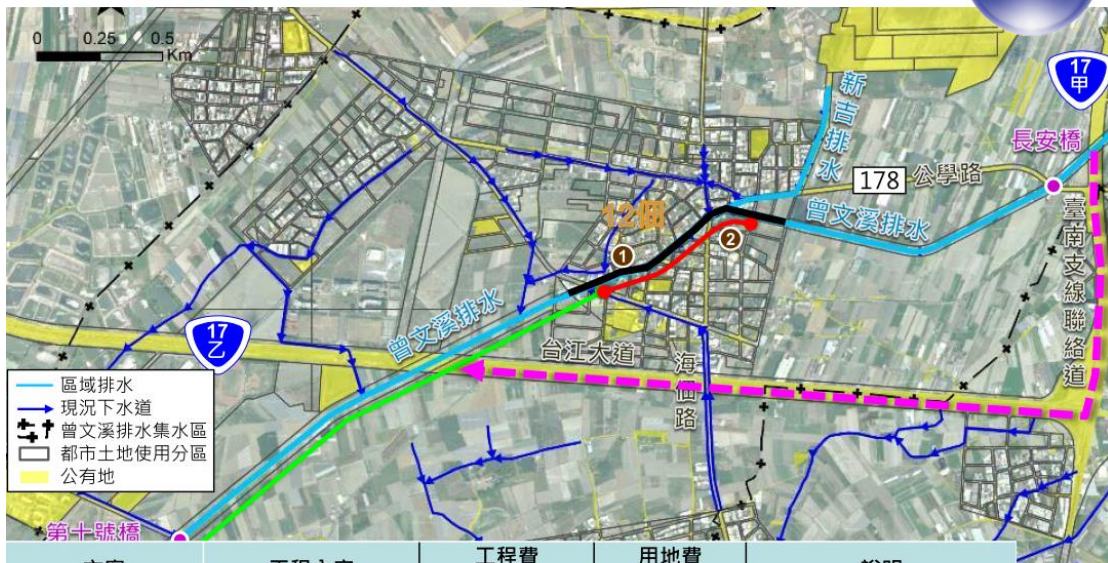 0 0.25 0.5
Km
17
甲
新吉排水
長安橋
178 公學路
12個
曾文溪排水
1
2
臺南支線聯絡道
曾文溪排水
17
乙
台江大道
海佃路
區域排水
現況下水道
曾文溪排水集水區
都市土地使用分區
公有地
第十號橋
工程費 用地費